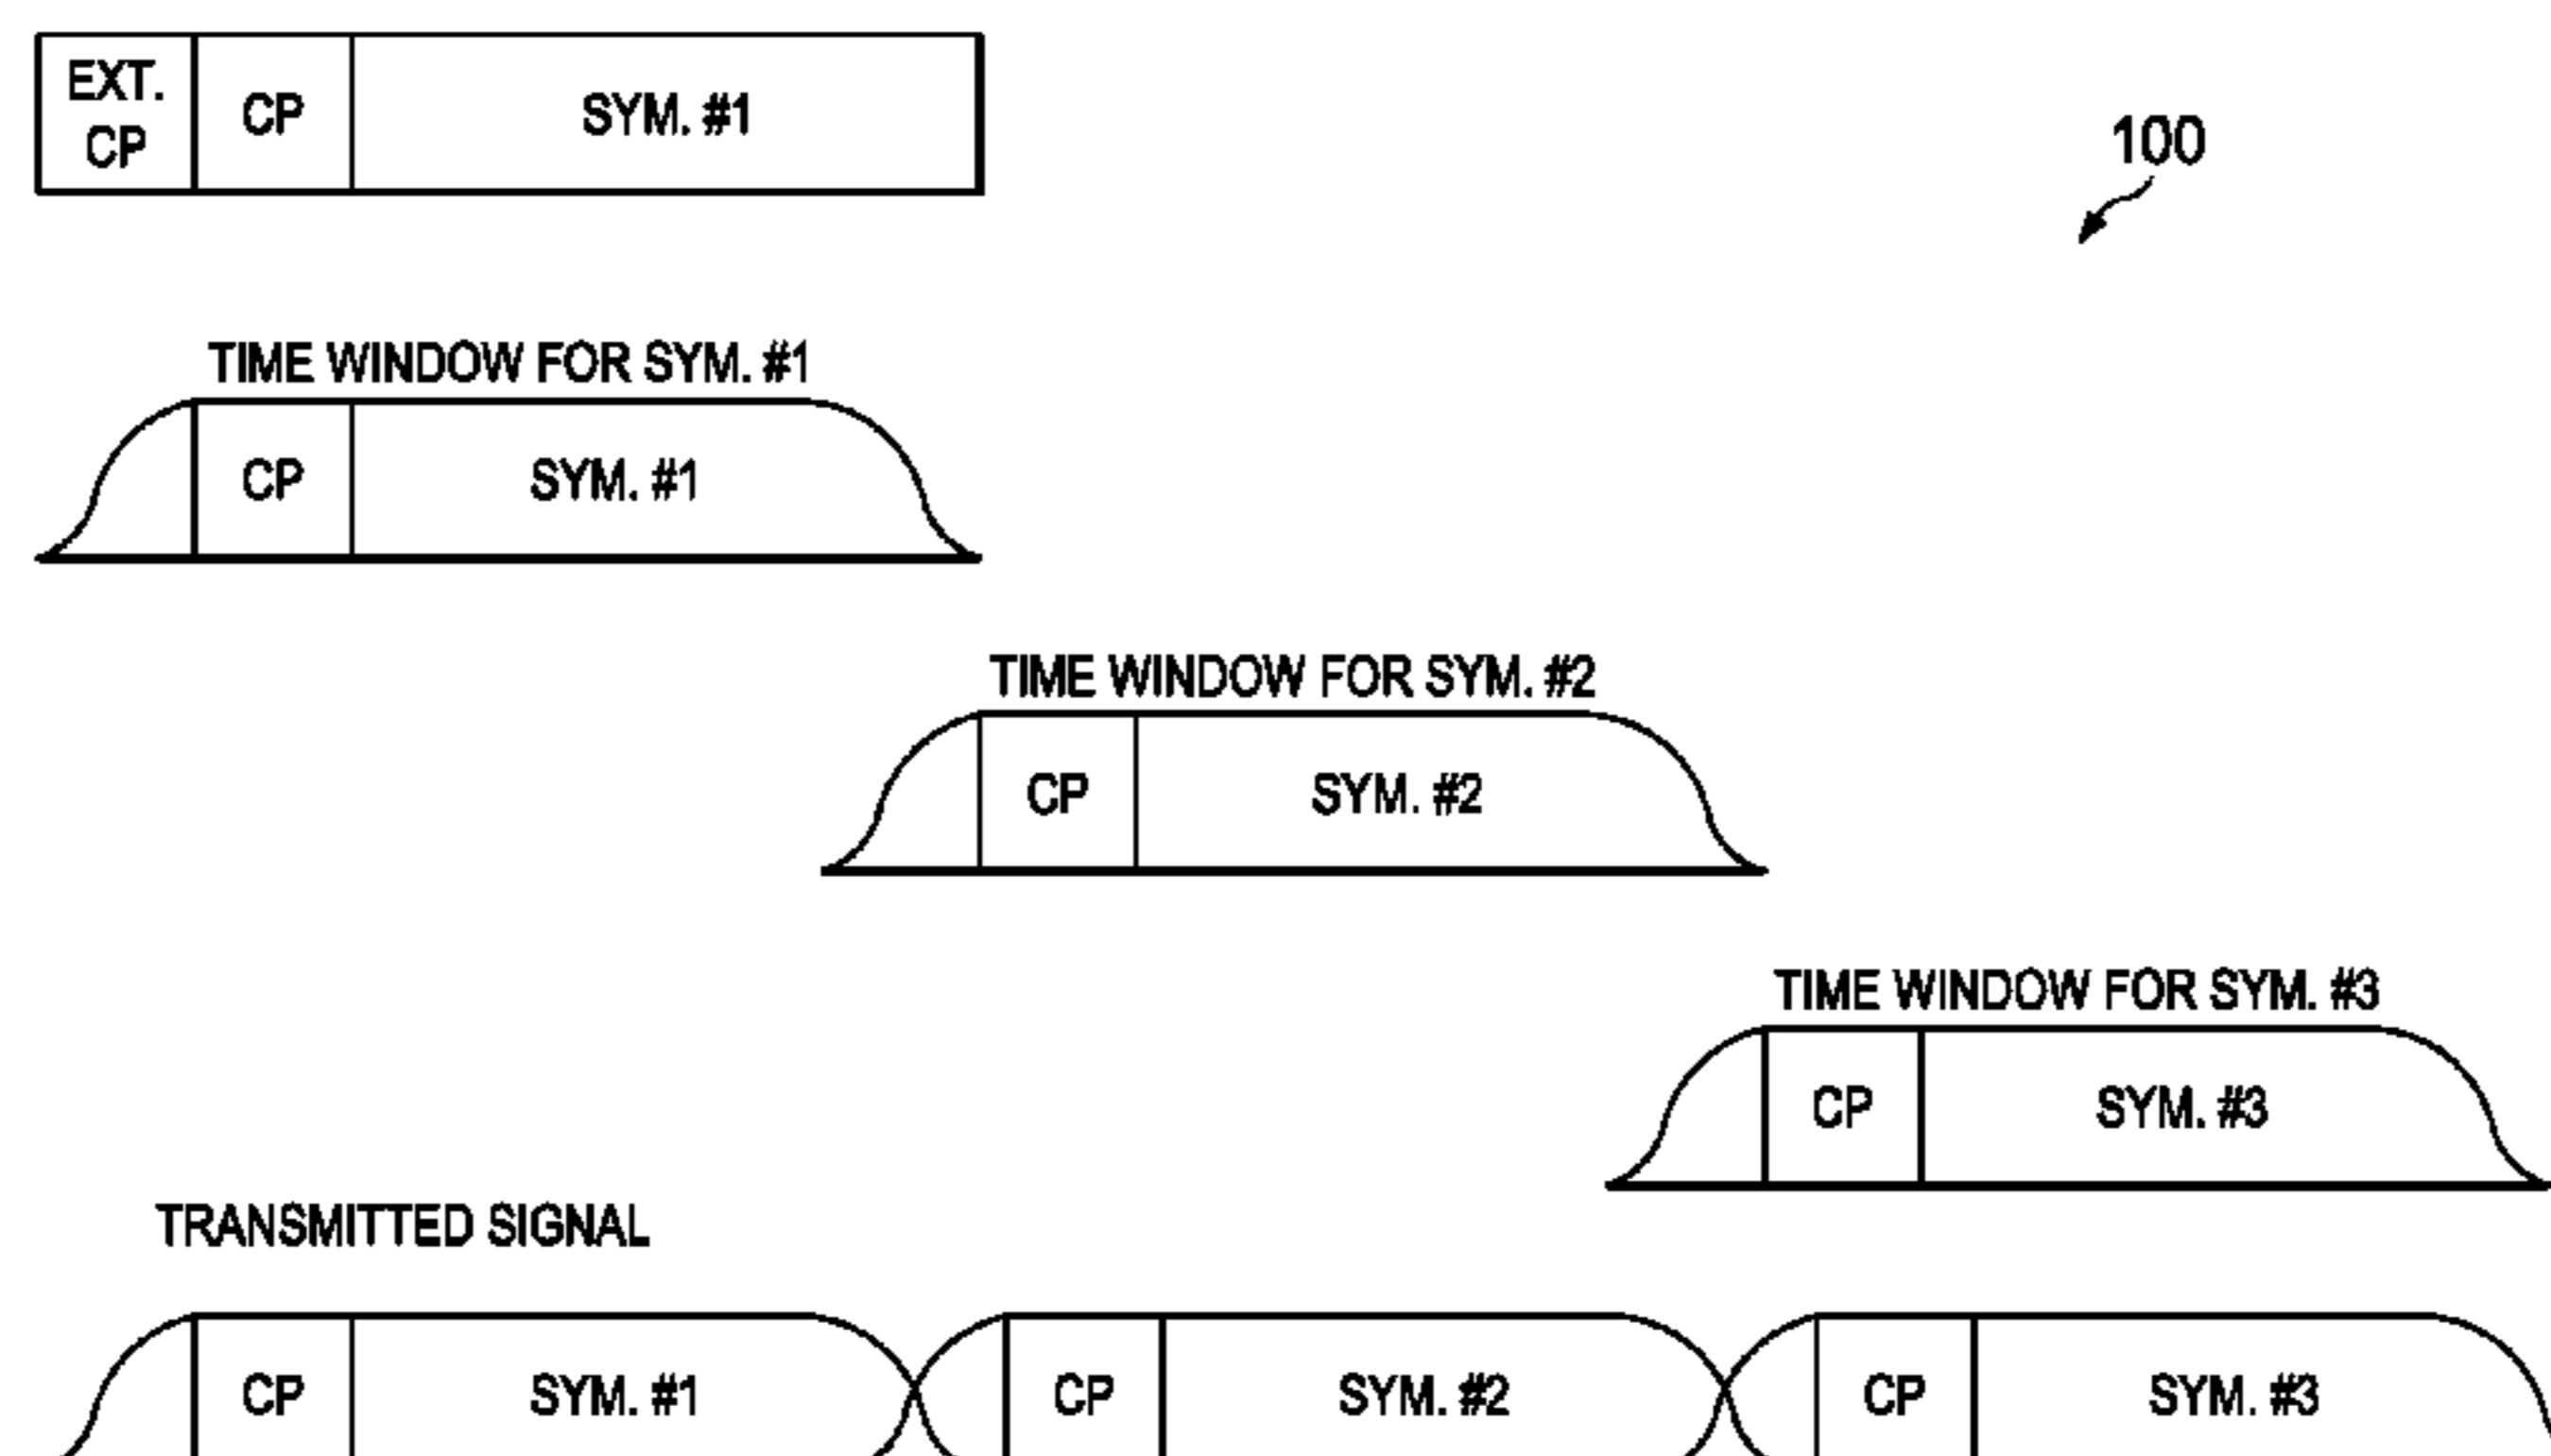 EXT.
CP
CP
SYM. #1
100
TIME WINDOW FOR SYM. #1
CP
SYM. #1
TIME WINDOW FOR SYM. #2
CP
SYM. #2
TIME WINDOW FOR SYM. #3
CP
SYM. #3
TRANSMITTED SIGNAL
CP
SYM. #1
CP
SYM. #2
CP
SYM. #3